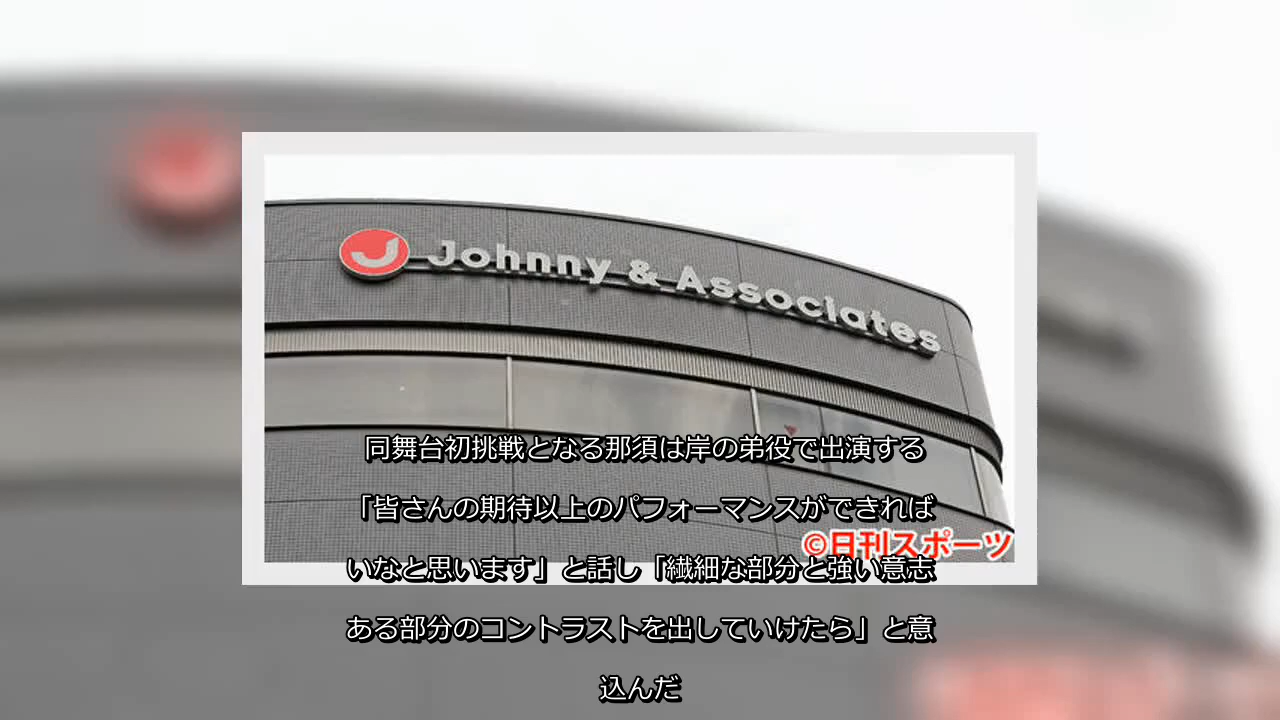 J Johnny & Associates
同舞台初挑戦となる那須は岸の弟役で出演する
©日刊スポーツ
「皆さんの期待以上のパフォーマンスができれば
いなと思います」と話し「繊細な部分と強い意志
ある部分のコントラストを出していけたら」と意
込んだ